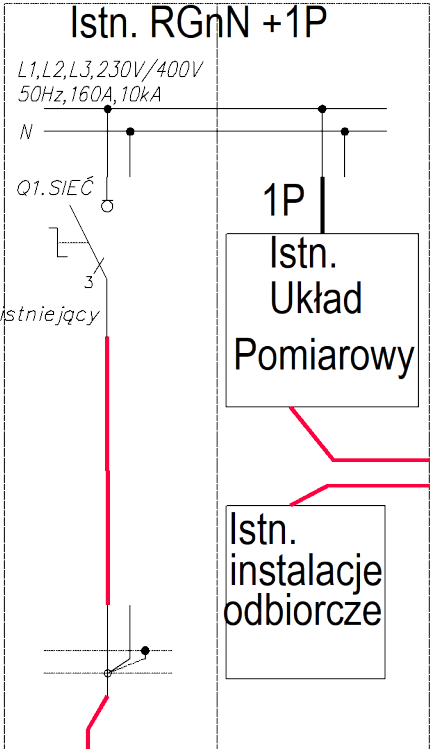 Istn. RGnN +1P
L1,L2,L3,230V/400V
50Hz,160A,10kA
N
Q1.SIEĆ
3
istniejący
1P
Istn.
Układ
Pomiarowy
Istn.
instalacje
odbiorcze